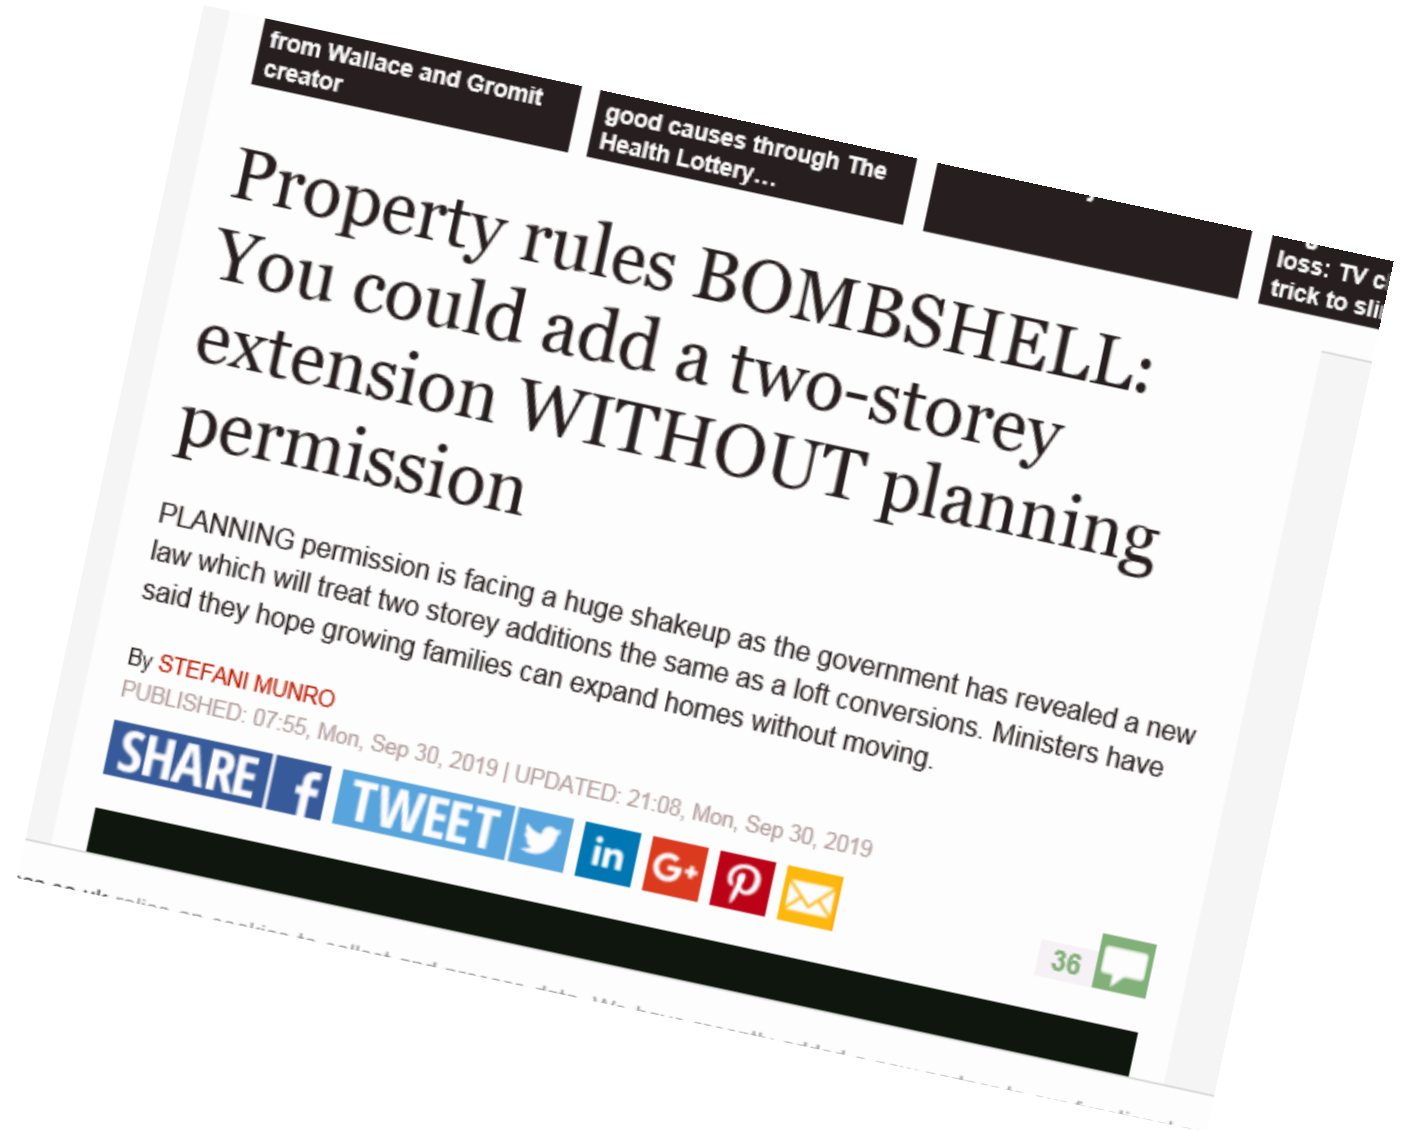 from Wallace and Gromit
creator
good causes through The
Health Lottery...
loss: TV
trick to
Property rules BOMBSHELL:
You could add a two-storey
extension WITHOUT planning
permission
PLANNING permission is facing a huge shakeup as the government has revealed a new
law which will treat two storey additions the same as a loft conversions. Ministers have
said they hope growing families can expand homes without moving.
By STEFANI MUNRO
PUBLISHED: 07:55, Mon, Sep 30, 2019 | UPDATED: 21:08, Mon, Sep 30, 2019
SHARE f TWEET in G+
36